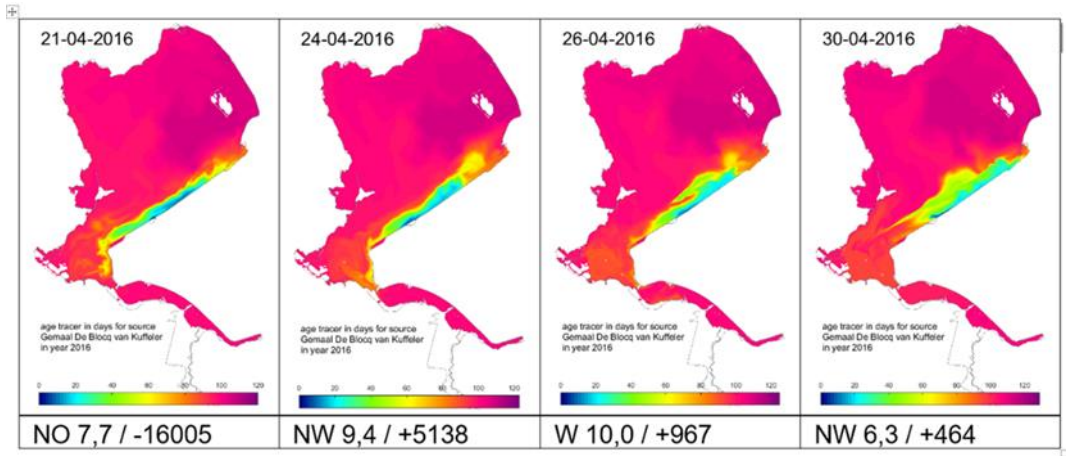 21-04-2016
age tracer in days for source
Gemaal De Blocq van Kuffeler
in year 2016
0 20 40 60 80 100 120
NO 7,7 / -16005
24-04-2016
age tracer in days for source
Gemaal De Blocq van Kuffeler
in year 2016
0 20 40 60 80 100 120
NW 9,4 / +5138
26-04-2016
age tracer in days for source
Gemaal De Blocq van Kuffeler
in year 2016
0 20 40 60 80 100 120
W 10,0 / +967
30-04-2016
age tracer in days for source
Gemaal De Blocq van Kuffeler
in year 2016
0 20 40 60 80 100 120
NW 6,3 / +464